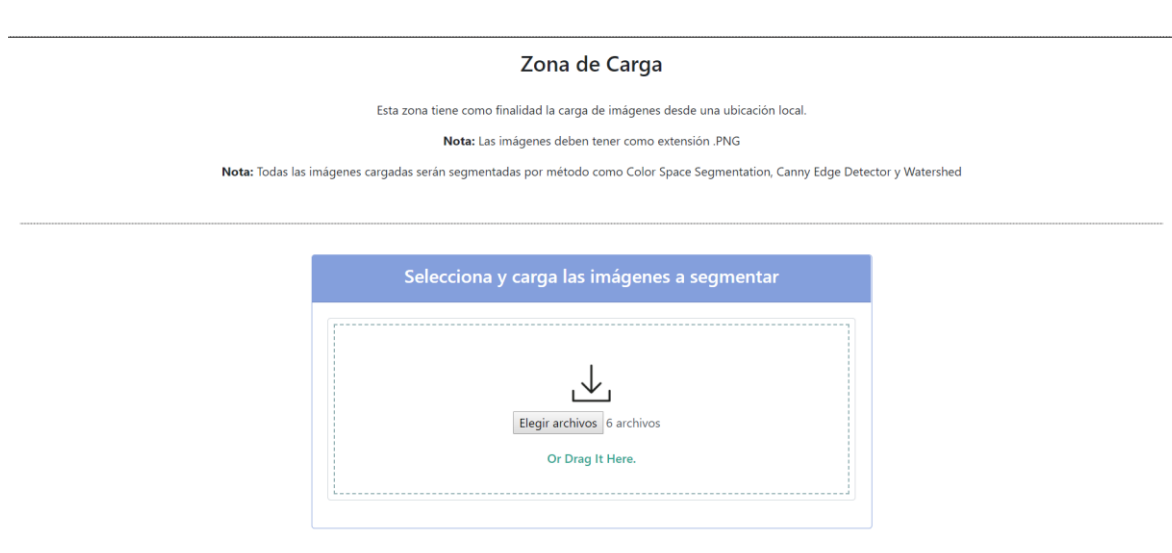 Zona de Carga
Esta zona tiene como finalidad la carga de imágenes desde una ubicación local.
Nota: Las imágenes deben tener como extensión .PNG
Nota: Todas las imágenes cargadas serán segmentadas por método como Color Space Segmentation, Canny Edge Detector y Watershed
Selecciona y carga las imágenes a segmentar
Elegir archivos 6 archivos
Or Drag It Here.